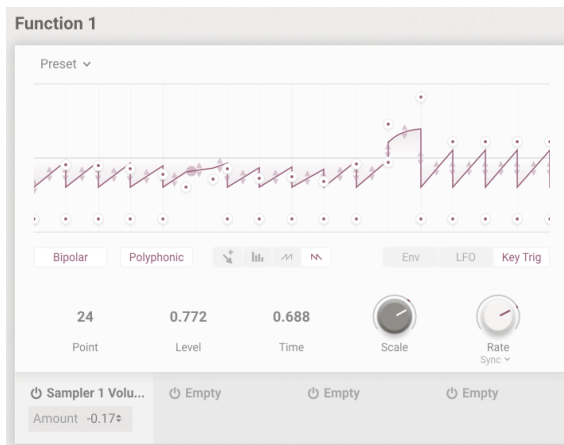 Function 1
Preset
Bipolar Polyphonic Env LFO Key Trig
24 0.772 0.688
Point Level Time Scale Rate
Sync
Sampler 1 Volu... Empty Empty Empty
Amount -0.17